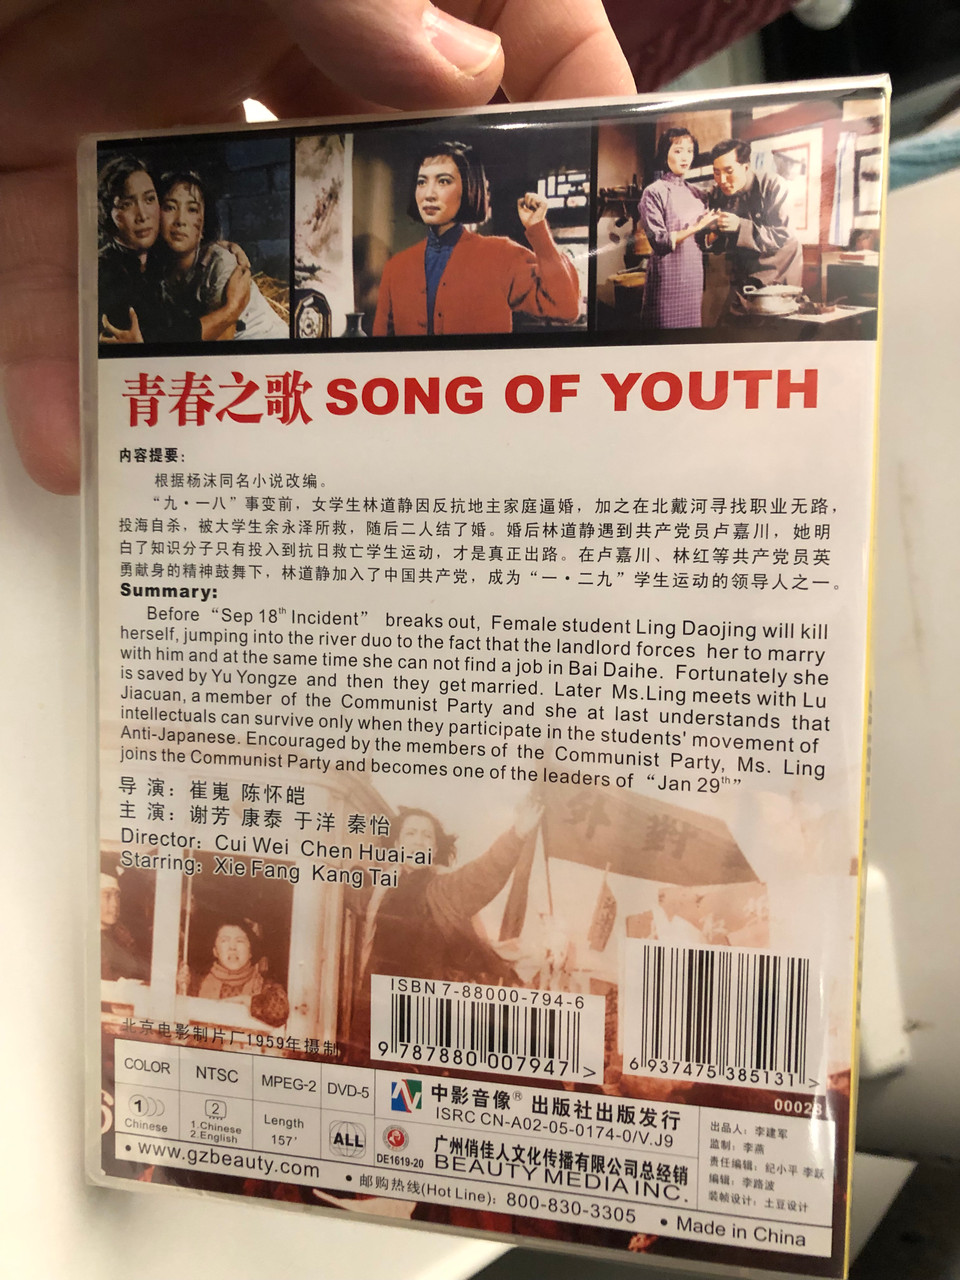 青春之歌 SONG OF YOUTH
内容提要：
根据杨沫同名小说改编。
“九·一八”事变前，女学生林道静因反抗地主家庭逼婚，加之在北戴河寻找职业无路，
投海自杀，被大学生余永泽所救，随后二人结了婚。婚后林道静遇到共产党员卢嘉川，她明
白了知识分子只有投入到抗日救亡学生运动，才是真正出路。在卢嘉川、林红等共产党员英
勇献身的精神鼓舞下，林道静加入了中国共产党，成为“一·二九”学生运动的领导人之一。
Summary:
Before “Sep 18th Incident” breaks out, Female student Ling Daojing will kill
herself, jumping into the river duo to the fact that the landlord forces her to marry
with him and at the same time she can not find a job in Bai Daihe. Fortunately she
is saved by Yu Yongze and then they get married. Later Ms.Ling meets with Lu
Jiacuan, a member of the Communist Party and she at last understands that
intellectuals can survive only when they participate in the students' movement of
Anti-Japanese. Encouraged by the members of the Communist Party, Ms. Ling
joins the Communist Party and becomes one of the leaders of “Jan 29th”
导 演：崔嵬 陈怀皑
主 演：谢芳 康泰 于洋 秦怡
Director: Cui Wei Chen Huai-ai
Starring: Xie Fang Kang Tai
ISBN 7-88000-794-6
9 787880 007947 >
6 937475 385131 >
北京电影制片厂1959年摄制
COLOR NTSC MPEG-2 DVD-5
1 Chinese
2
1.Chinese
2.English
Length
157'
ALL
中影音像® 出版社出版发行
ISRC CN-A02-05-0174-0/V.J9
DE1619-20
广州俏佳人文化传播有限公司总经销
BEAUTY MEDIA INC.
00028
出品人：李建军
监制：李燕
责任编辑：纪小平 李跃
编辑：李路波
装帧设计：土豆设计
• www.gzbeauty.com
• 邮购热线(Hot Line)：800-830-3305
• Made in China